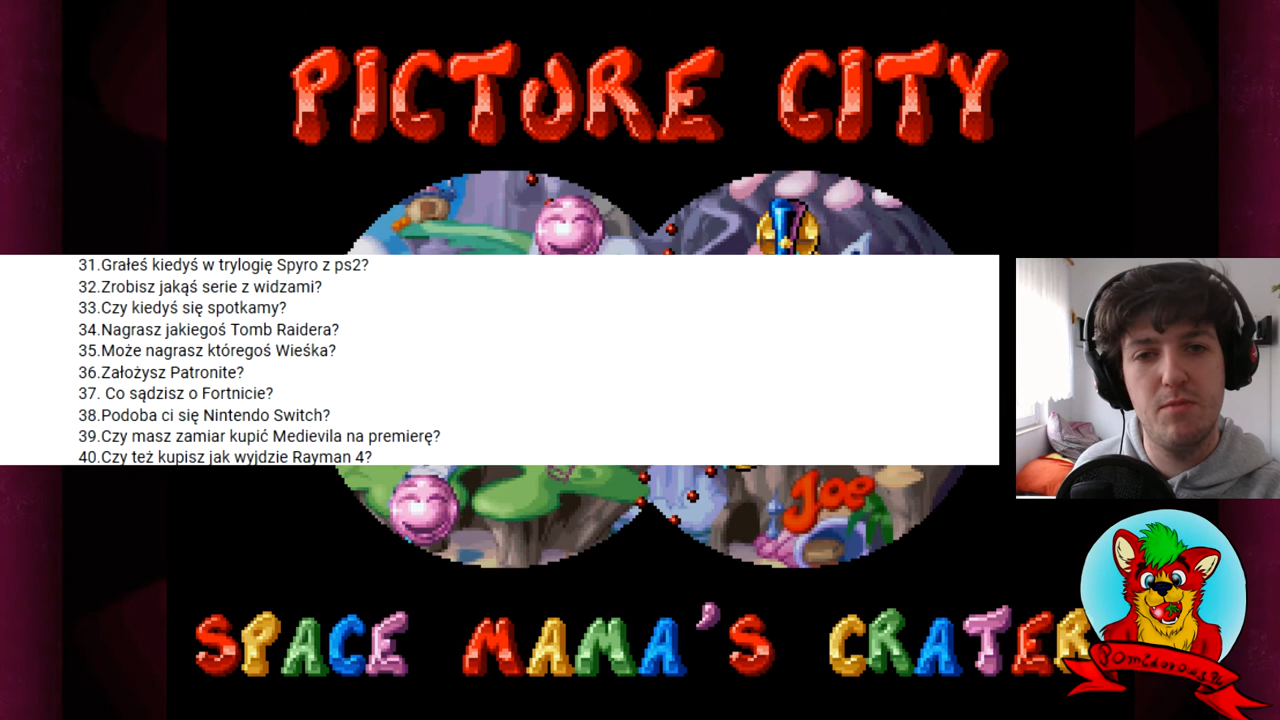 PICTURE CITY
31.Grałeś kiedyś w trylogię Spyro z ps2?
32.Zrobisz jakąś serie z widzami?
33.Czy kiedyś się spotkamy?
34.Nagrasz jakiegoś Tomb Raidera?
35.Może nagrasz któregoś Wieśka?
36.Założysz Patronite?
37. Co sądzisz o Fortnicie?
38.Podoba ci się Nintendo Switch?
39.Czy masz zamiar kupić Medievila na premierę?
40.Czy też kupisz jak wyjdzie Rayman 4?
Joe
SPACE MAMA'S CRATER